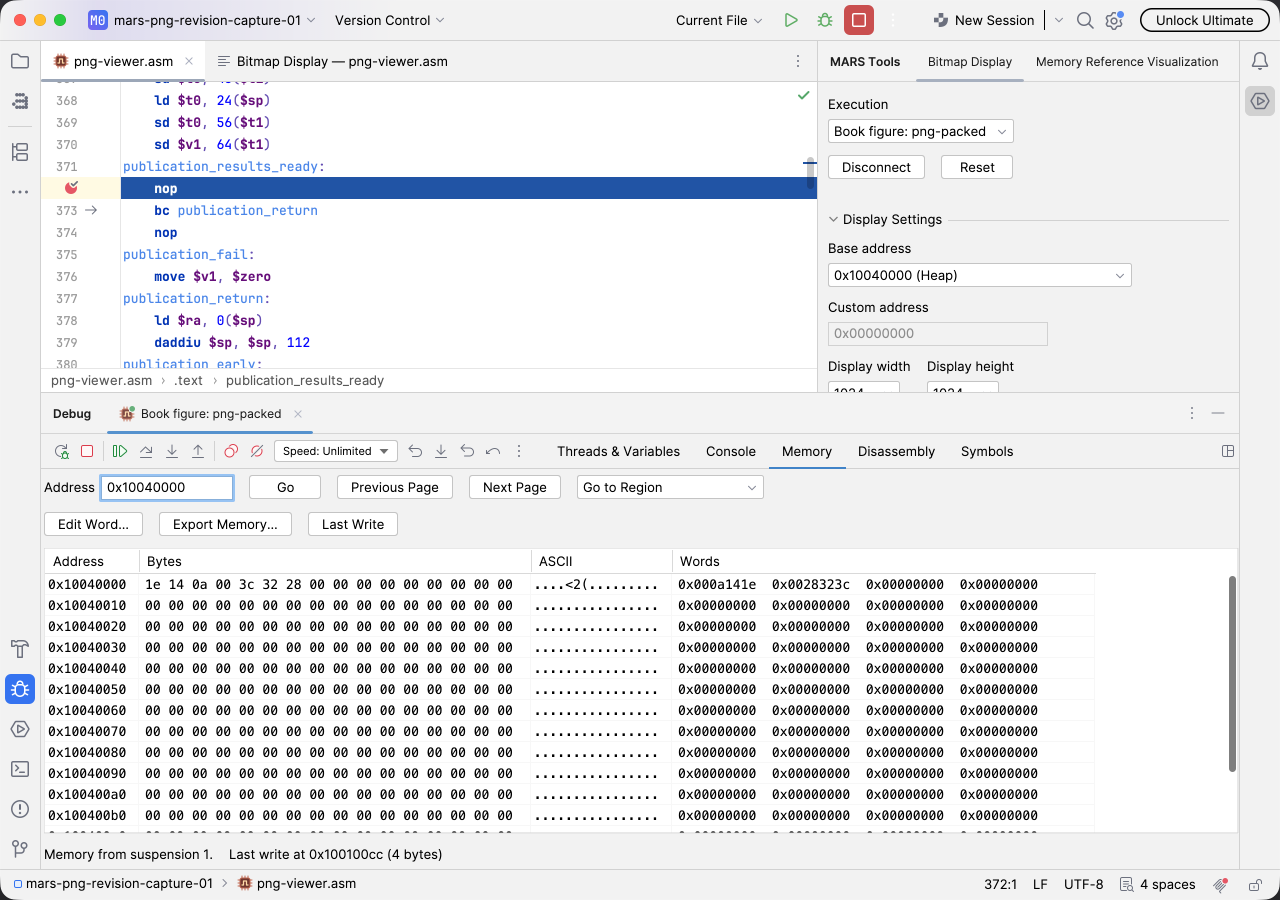 M0 mars-png-revision-capture-01 Version Control Current File New Session Unlock Ultimate
png-viewer.asm Bitmap Display — png-viewer.asm
MARS Tools Bitmap Display Memory Reference Visualization
368 ld $t0, 24($sp)
369 sd $t0, 56($t1)
370 sd $v1, 64($t1)
371 publication_results_ready:
nop
373 bc publication_return
374 nop
375 publication_fail:
376 move $v1, $zero
377 publication_return:
378 ld $ra, 0($sp)
379 daddiu $sp, $sp, 112
380 publication_early:
png-viewer.asm › .text › publication_results_ready
Execution
Book figure: png-packed
Disconnect Reset
Display Settings
Base address
0x10040000 (Heap)
Custom address
0x00000000
Display width Display height
1024 1024
Debug Book figure: png-packed
Speed: Unlimited Threads & Variables Console Memory Disassembly Symbols
Address 0x10040000 Go Previous Page Next Page Go to Region
Edit Word... Export Memory... Last Write
Address Bytes ASCII Words
0x10040000 1e 14 0a 00 3c 32 28 00 00 00 00 00 00 00 00 00 ....<2(......... 0x000a141e 0x0028323c 0x00000000 0x00000000
0x10040010 00 00 00 00 00 00 00 00 00 00 00 00 00 00 00 00 ................ 0x00000000 0x00000000 0x00000000 0x00000000
0x10040020 00 00 00 00 00 00 00 00 00 00 00 00 00 00 00 00 ................ 0x00000000 0x00000000 0x00000000 0x00000000
0x10040030 00 00 00 00 00 00 00 00 00 00 00 00 00 00 00 00 ................ 0x00000000 0x00000000 0x00000000 0x00000000
0x10040040 00 00 00 00 00 00 00 00 00 00 00 00 00 00 00 00 ................ 0x00000000 0x00000000 0x00000000 0x00000000
0x10040050 00 00 00 00 00 00 00 00 00 00 00 00 00 00 00 00 ................ 0x00000000 0x00000000 0x00000000 0x00000000
0x10040060 00 00 00 00 00 00 00 00 00 00 00 00 00 00 00 00 ................ 0x00000000 0x00000000 0x00000000 0x00000000
0x10040070 00 00 00 00 00 00 00 00 00 00 00 00 00 00 00 00 ................ 0x00000000 0x00000000 0x00000000 0x00000000
0x10040080 00 00 00 00 00 00 00 00 00 00 00 00 00 00 00 00 ................ 0x00000000 0x00000000 0x00000000 0x00000000
0x10040090 00 00 00 00 00 00 00 00 00 00 00 00 00 00 00 00 ................ 0x00000000 0x00000000 0x00000000 0x00000000
0x100400a0 00 00 00 00 00 00 00 00 00 00 00 00 00 00 00 00 ................ 0x00000000 0x00000000 0x00000000 0x00000000
0x100400b0 00 00 00 00 00 00 00 00 00 00 00 00 00 00 00 00 ................ 0x00000000 0x00000000 0x00000000 0x00000000
Memory from suspension 1. Last write at 0x100100cc (4 bytes)
mars-png-revision-capture-01 › png-viewer.asm 372:1 LF UTF-8 4 spaces